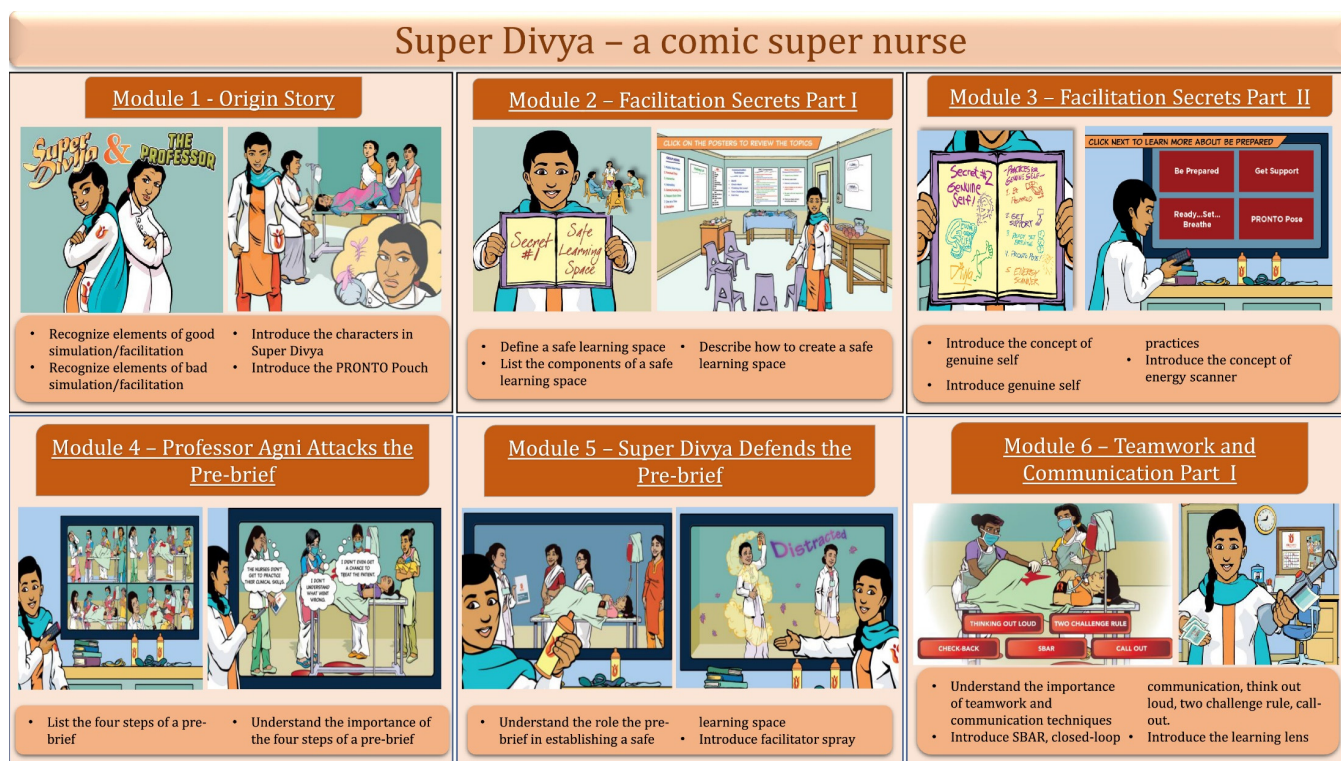 Super Divya – a comic super nurse
Module 1 - Origin Story
Super
Divya
&
THE
PROFESSOR
• Recognize elements of good
simulation/facilitation
• Recognize elements of bad
simulation/facilitation
• Introduce the characters in
Super Divya
• Introduce the PRONTO Pouch
Module 2 – Facilitation Secrets Part I
Secret
#1
Safe
Learning
Space
CLICK ON THE POSTERS TO REVIEW THE TOPICS
• Define a safe learning space
• List the components of a safe
learning space
• Describe how to create a safe
learning space
Module 3 – Facilitation Secrets Part II
Secret #2
Genuine
Self!
CLICK NEXT TO LEARN MORE ABOUT BE PREPARED
Be Prepared
Get Support
Ready...Set...
Breathe
PRONTO Pose
• Introduce the concept of
genuine self
• Introduce genuine self
practices
• Introduce the concept of
energy scanner
Module 4 – Professor Agni Attacks the
Pre-brief
THE NURSES DIDN'T
GET TO PRACTICE
THEIR CLINICAL SKILLS.
I DON'T
UNDERSTAND
WHAT WENT
WRONG.
I DIDN'T EVEN GET
A CHANCE TO
TREAT THE PATIENT.
• List the four steps of a pre-
brief
• Understand the importance of
the four steps of a pre-brief
Module 5 – Super Divya Defends the
Pre-brief
Distracted
• Understand the role the pre-
brief in establishing a safe
learning space
• Introduce facilitator spray
Module 6 – Teamwork and
Communication Part I
THINKING OUT LOUD
TWO CHALLENGE RULE
CHECK-BACK
SBAR
CALL OUT
• Understand the importance
of teamwork and
communication techniques
• Introduce SBAR, closed-loop
communication, think out
loud, two challenge rule, call-
out.
• Introduce the learning lens